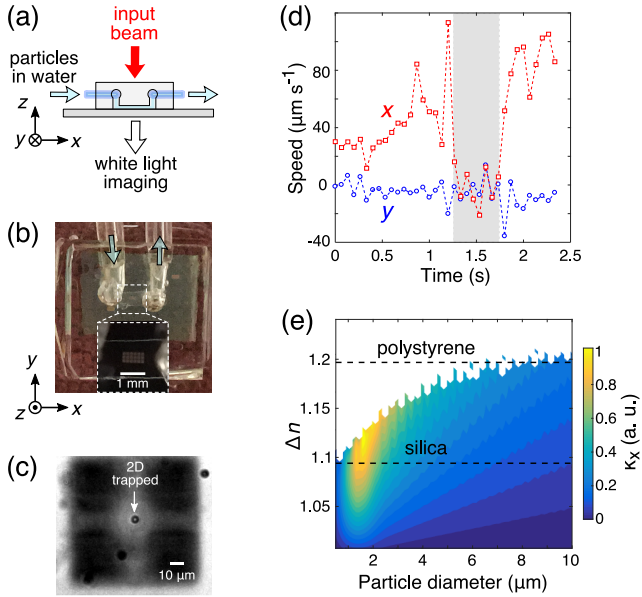 (a)
input
beam
particles
in water
z
y
x
white light
imaging
(b)
1 mm
y
z
x
(c)
2D
trapped
10 μm
(d)
Speed (μm s⁻¹)
100
80
60
40
20
0
-40
x
y
0
0.5
1
1.5
2
2.5
Time (s)
(e)
polystyrene
silica
Δn
1.2
1.15
1.1
1.05
2
4
6
8
10
Particle diameter (μm)
1
0.8
0.6
0.4
0.2
0
κx (a. u.)